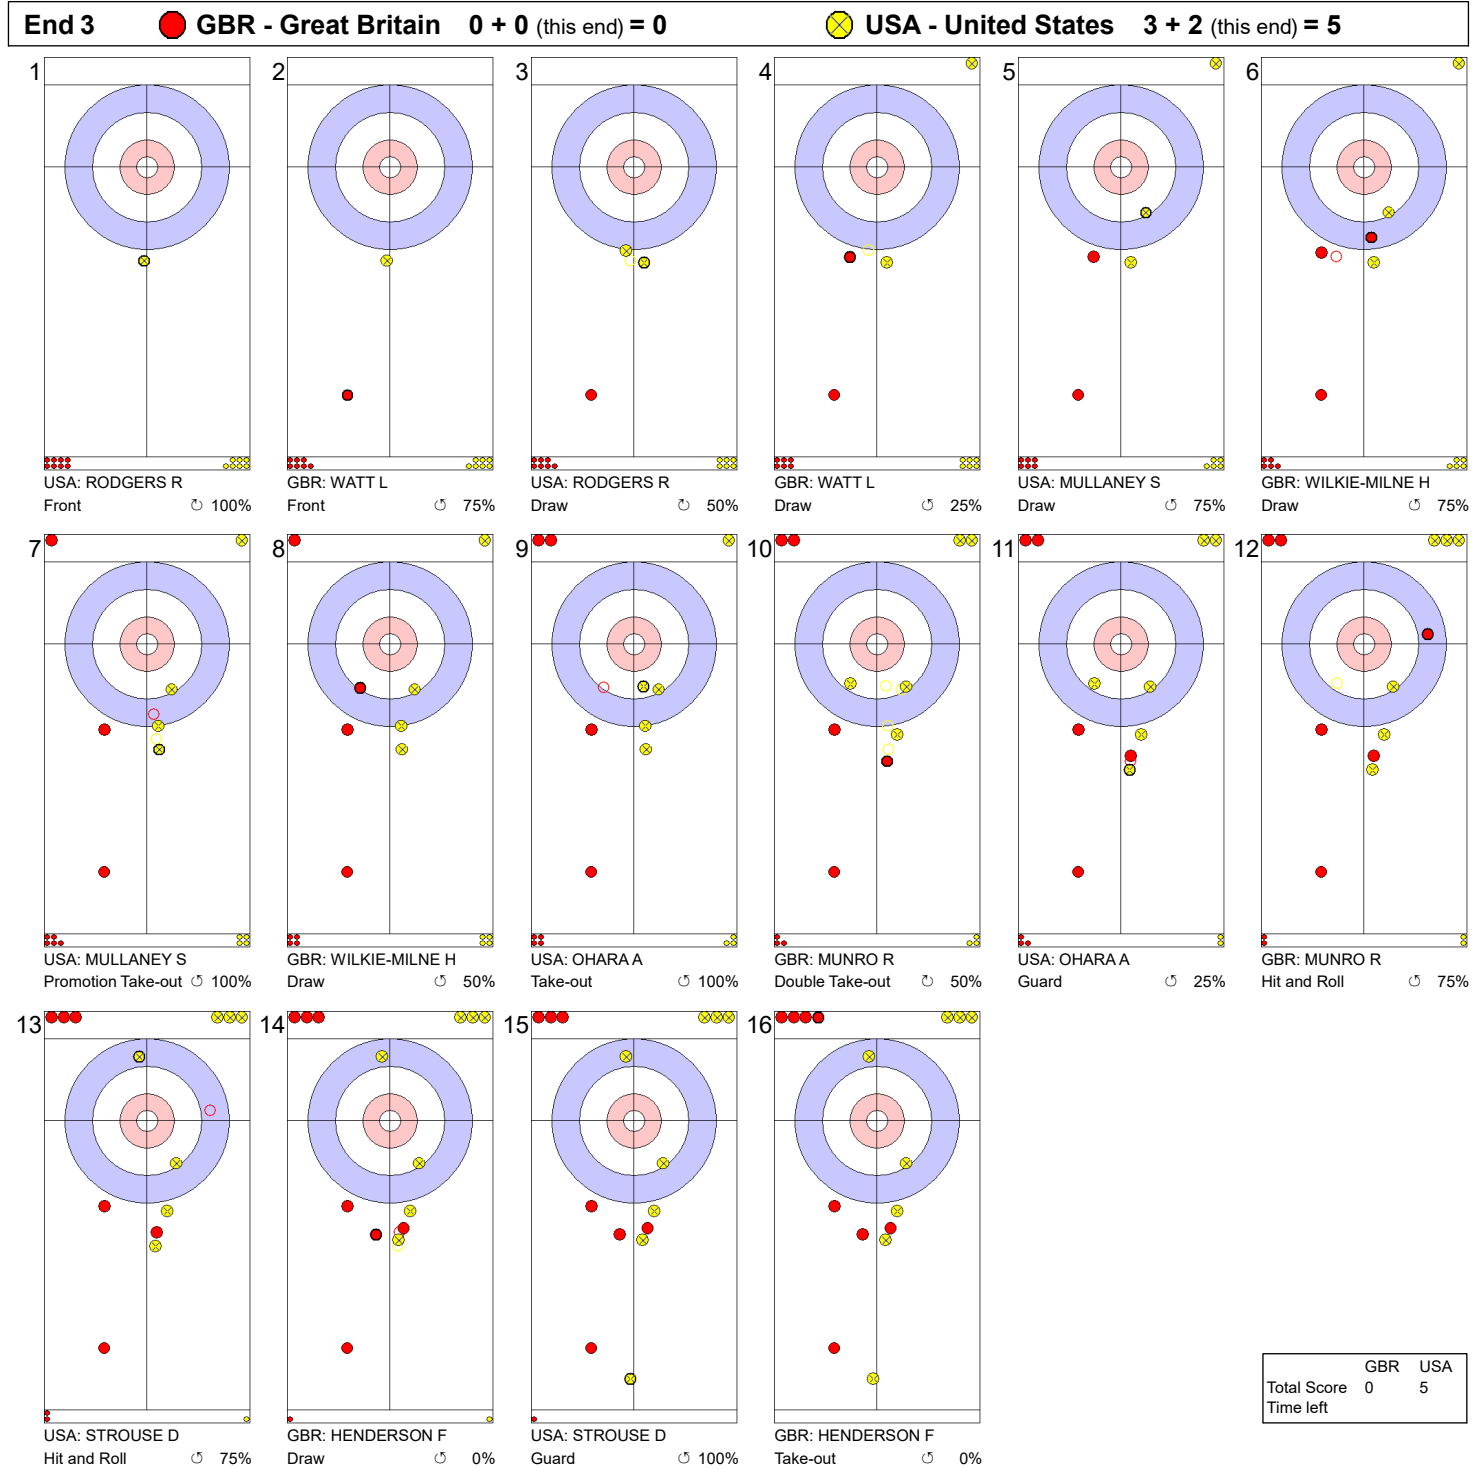 End 3 GBR - Great Britain 0 + 0 (this end) = 0 USA - United States 3 + 2 (this end) = 5
1 2 3 4 5 6
USA: RODGERS R GBR: WATT L USA: RODGERS R GBR: WATT L USA: MULLANEY S GBR: WILKIE-MILNE H
Front ↻ 100% Front ↺ 75% Draw ↻ 50% Draw ↺ 25% Draw ↺ 75% Draw ↺ 75%
7 8 9 10 11 12
USA: MULLANEY S GBR: WILKIE-MILNE H USA: OHARA A GBR: MUNRO R USA: OHARA A GBR: MUNRO R
Promotion Take-out ↺ 100% Draw ↺ 50% Take-out ↺ 100% Double Take-out ↻ 50% Guard ↺ 25% Hit and Roll ↺ 75%
13 14 15 16
USA: STROUSE D GBR: HENDERSON F USA: STROUSE D GBR: HENDERSON F
Hit and Roll ↺ 75% Draw ↺ 0% Guard ↺ 100% Take-out ↺ 0%
GBR USA
Total Score 0 5
Time left